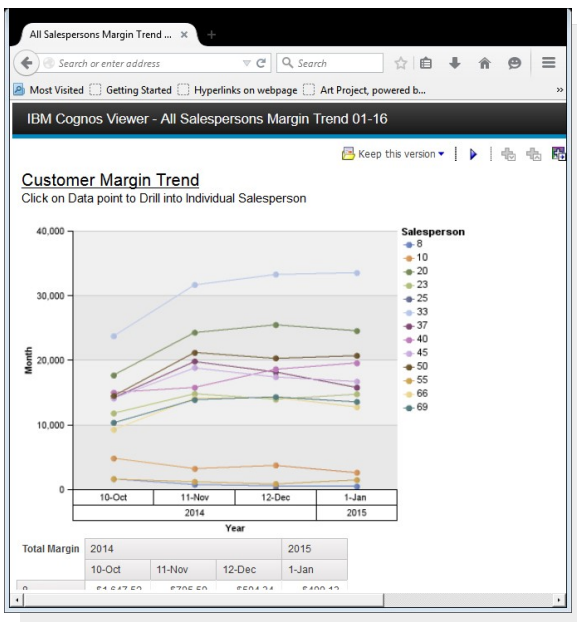 All Salespersons Margin Trend ... × +
Search or enter address
Search
Most Visited Getting Started Hyperlinks on webpage Art Project, powered b... »
IBM Cognos Viewer - All Salespersons Margin Trend 01-16
Keep this version
Customer Margin Trend
Click on Data point to Drill into Individual Salesperson
40,000
30,000
20,000
10,000
0
Month
10-Oct 11-Nov 12-Dec 1-Jan
2014 2015
Year
Salesperson
8
10
20
23
25
33
37
40
45
50
55
66
69
Total Margin 2014 2015
10-Oct 11-Nov 12-Dec 1-Jan